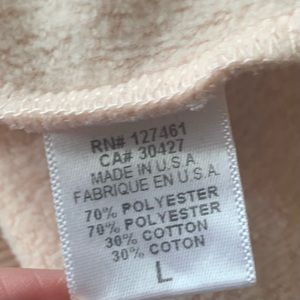 RN# 127461
CA# 30427
MADE IN U.S.A.
FABRIQUE EN U.S.A.
70% POLYESTER
70% POLYESTER
30% COTTON
30% COTON
L